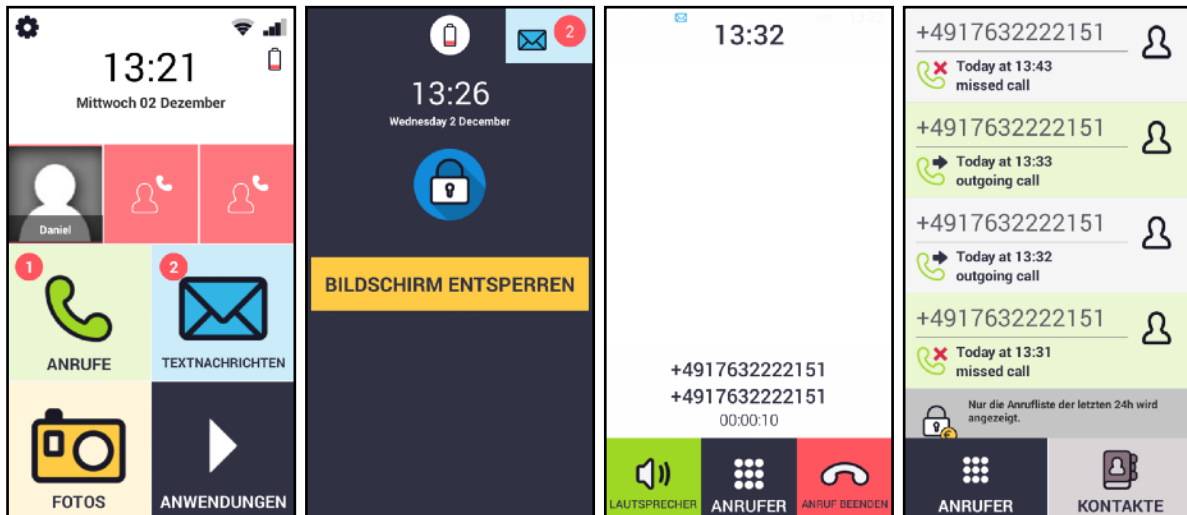 13:21
Mittwoch 02 Dezember
Daniel
1
2
ANRUFE
TEXTNACHRICHTEN
FOTOS
ANWENDUNGEN
2
13:26
Wednesday 2 December
BILDSCHIRM ENTSPERREN
13:32
+4917632222151
+4917632222151
00:00:10
LAUTSPRECHER
ANRUFER
ANRUF BEENDEN
+4917632222151
Today at 13:43
missed call
+4917632222151
Today at 13:33
outgoing call
+4917632222151
Today at 13:32
outgoing call
+4917632222151
Today at 13:31
missed call
Nur die Anrufliste der letzten 24h wird
angezeigt.
€
ANRUFER
KONTAKTE